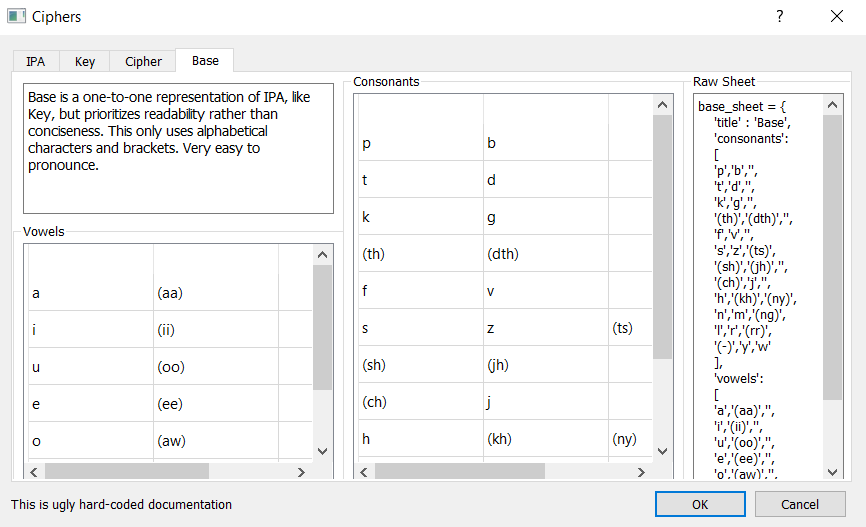 Ciphers
IPA Key Cipher Base
Base is a one-to-one representation of IPA, like
Key, but prioritizes readability rather than
conciseness. This only uses alphabetical
characters and brackets. Very easy to
pronounce.
Vowels
a (aa)
i (ii)
u (oo)
e (ee)
o (aw)
Consonants
p b
t d
k g
(th) (dth)
f v
s z (ts)
(sh) (jh)
(ch) j
h (kh) (ny)
Raw Sheet
base_sheet = {
'title' : 'Base',
'consonants':
[
'p','b','',
't','d','',
'k','g','',
'(th)','(dth)','',
'f','v','',
's','z','(ts)',
'(sh)','(jh)','',
'(ch)','j','',
'h','(kh)','(ny)',
'n','m','(ng)',
'l','r','(rr)',
'(-)','y','w'
],
'vowels':
[
'a','(aa)','',
'i','(ii)','',
'u','(oo)','',
'e','(ee)','',
'o','(aw)','',
This is ugly hard-coded documentation
OK Cancel